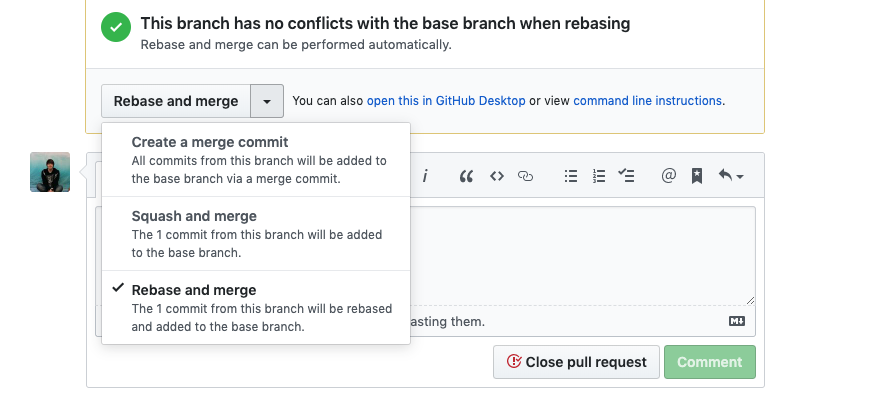 This branch has no conflicts with the base branch when rebasing
Rebase and merge can be performed automatically.
Rebase and merge
You can also open this in GitHub Desktop or view command line instructions.
Create a merge commit
All commits from this branch will be added to
the base branch via a merge commit.
Squash and merge
The 1 commit from this branch will be added
to the base branch.
Rebase and merge
The 1 commit from this branch will be rebased
and added to the base branch.
asting them.
Close pull request
Comment